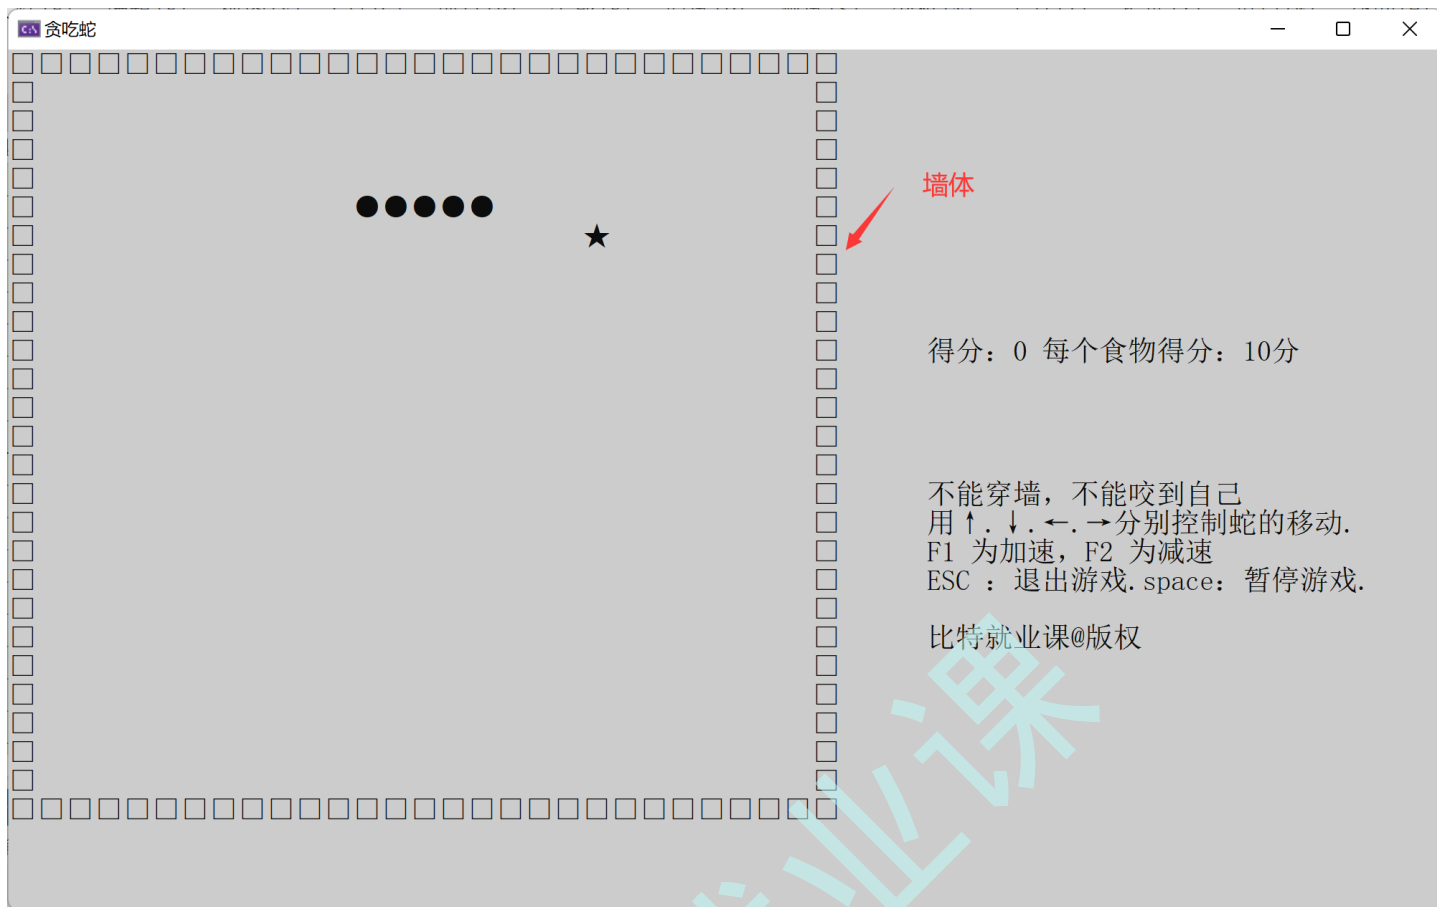 贪吃蛇
墙体
得分：0 每个食物得分：10分
不能穿墙，不能咬到自己
用↑.↓.←.→分别控制蛇的移动.
F1 为加速，F2 为减速
ESC ：退出游戏.space：暂停游戏.
比特就业课@版权
业课